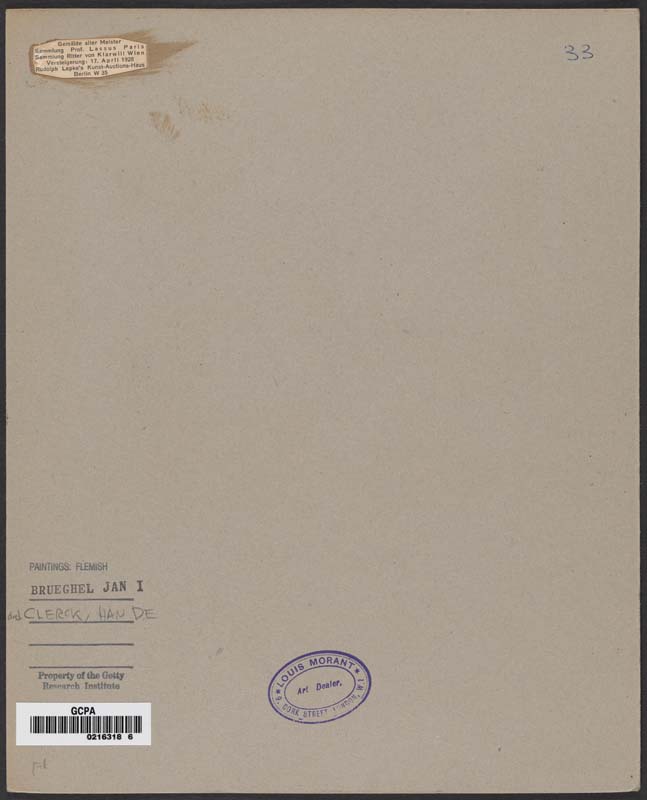 Gemälde alter Meister
Sammlung Prof. Lassus Paris
Sammlung Ritter von Klarwill Wien
Versteigerung: 17. April 1928
Rudolph Lepke's Kunst-Auctions-Haus
Berlin W 35
33
PAINTINGS: FLEMISH
BRUEGHEL JAN I
and CLERCK, HAN DE
Property of the Getty
Research Institute
GCPA
0216318 6
*LOUIS MORANT*
Art Dealer.
9, CORK STREET, LONDON, W.1